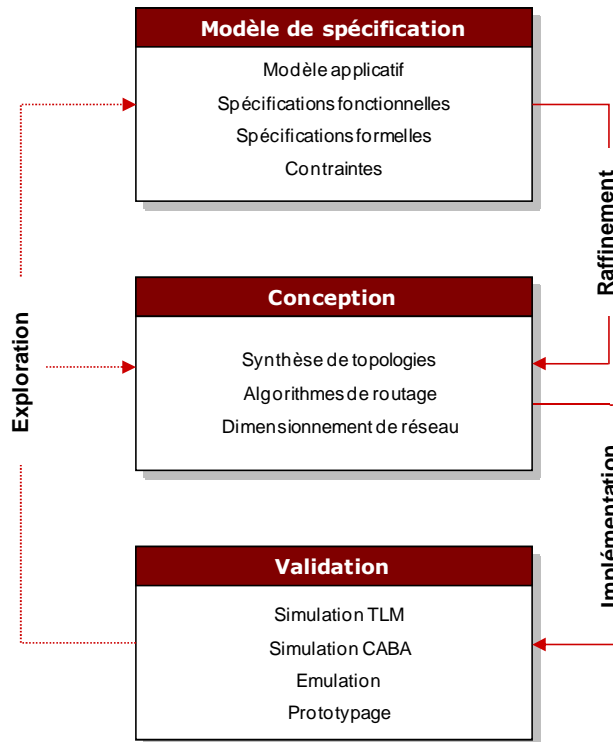 Modèle de spécification
Modèle applicatif
Spécifications fonctionnelles
Spécifications formelles
Contraintes
Raffinement
Conception
Synthèse de topologies
Algorithmes de routage
Dimensionnement de réseau
Exploration
Implémentation
Validation
Simulation TLM
Simulation CABA
Emulation
Prototypage